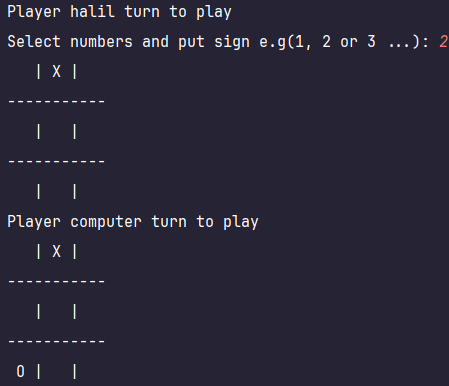 Player halil turn to play
Select numbers and put sign e.g(1, 2 or 3 ...): 2
   | X |
-----------
   |   |
-----------
   |   |
Player computer turn to play
   | X |
-----------
   |   |
-----------
 O |   |